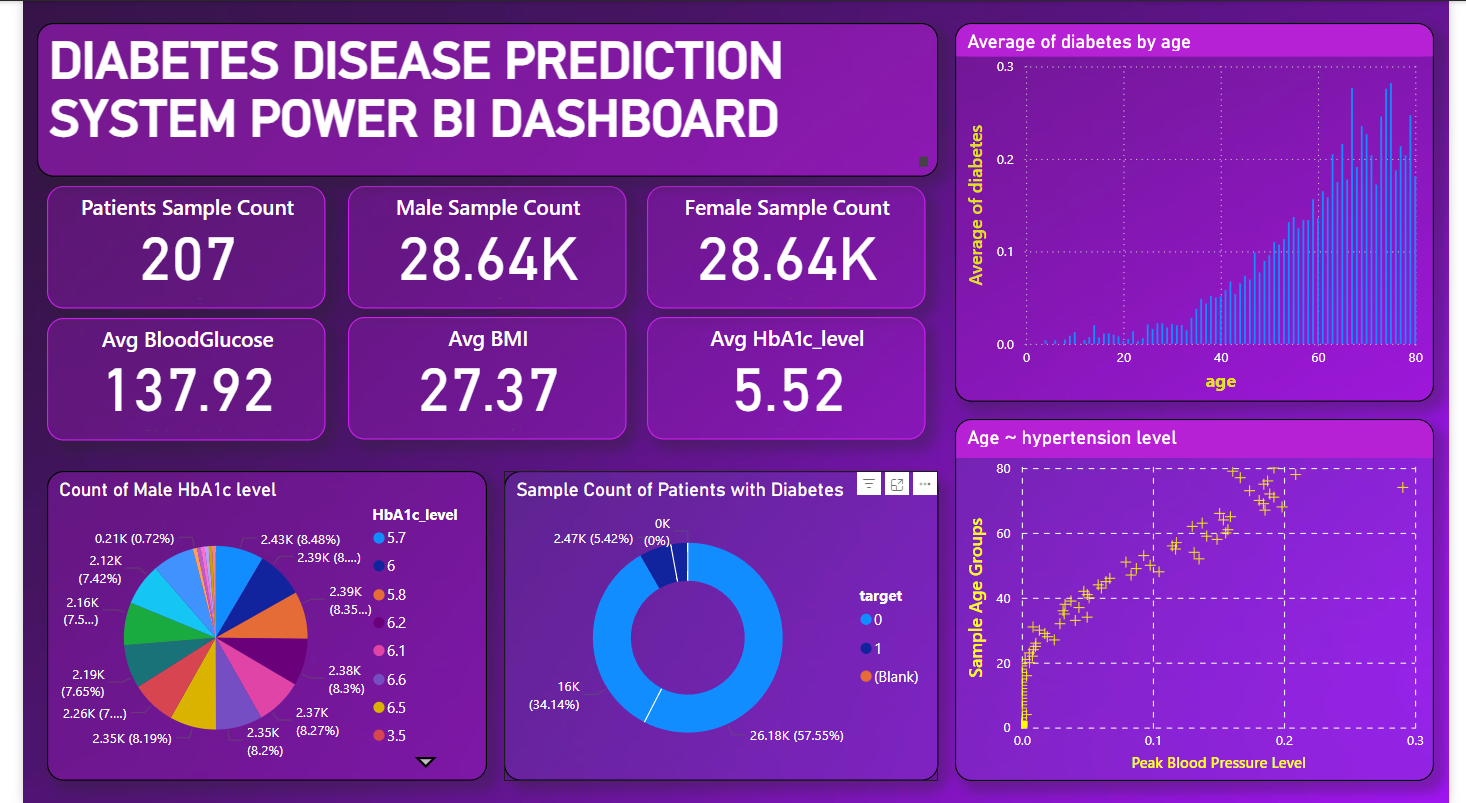 DIABETES DISEASE PREDICTION
SYSTEM POWER BI DASHBOARD
Patients Sample Count
207
Male Sample Count
28.64K
Female Sample Count
28.64K
Avg BloodGlucose
137.92
Avg BMI
27.37
Avg HbA1c_level
5.52
Average of diabetes by age
0.3
0.2
0.1
0.0
Average of diabetes
0
20
40
60
80
age
Count of Male HbA1c level
0.21K (0.72%)
2.12K
(7.42%)
2.16K
(7.5...)
2.19K
(7.65%)
2.26K (7....)
2.35K (8.19%)
2.43K (8.48%)
2.39K (8....)
2.39K
(8.35...)
2.38K
(8.3%)
2.37K
(8.27%)
2.35K
(8.2%)
HbA1c_level
5.7
6
5.8
6.2
6.1
6.6
6.5
3.5
Sample Count of Patients with Diabetes
0K
(0%)
2.47K (5.42%)
16K
(34.14%)
26.18K (57.55%)
target
0
1
(Blank)
Age ~ hypertension level
80
60
40
20
0
Sample Age Groups
0.0
0.1
0.2
0.3
Peak Blood Pressure Level